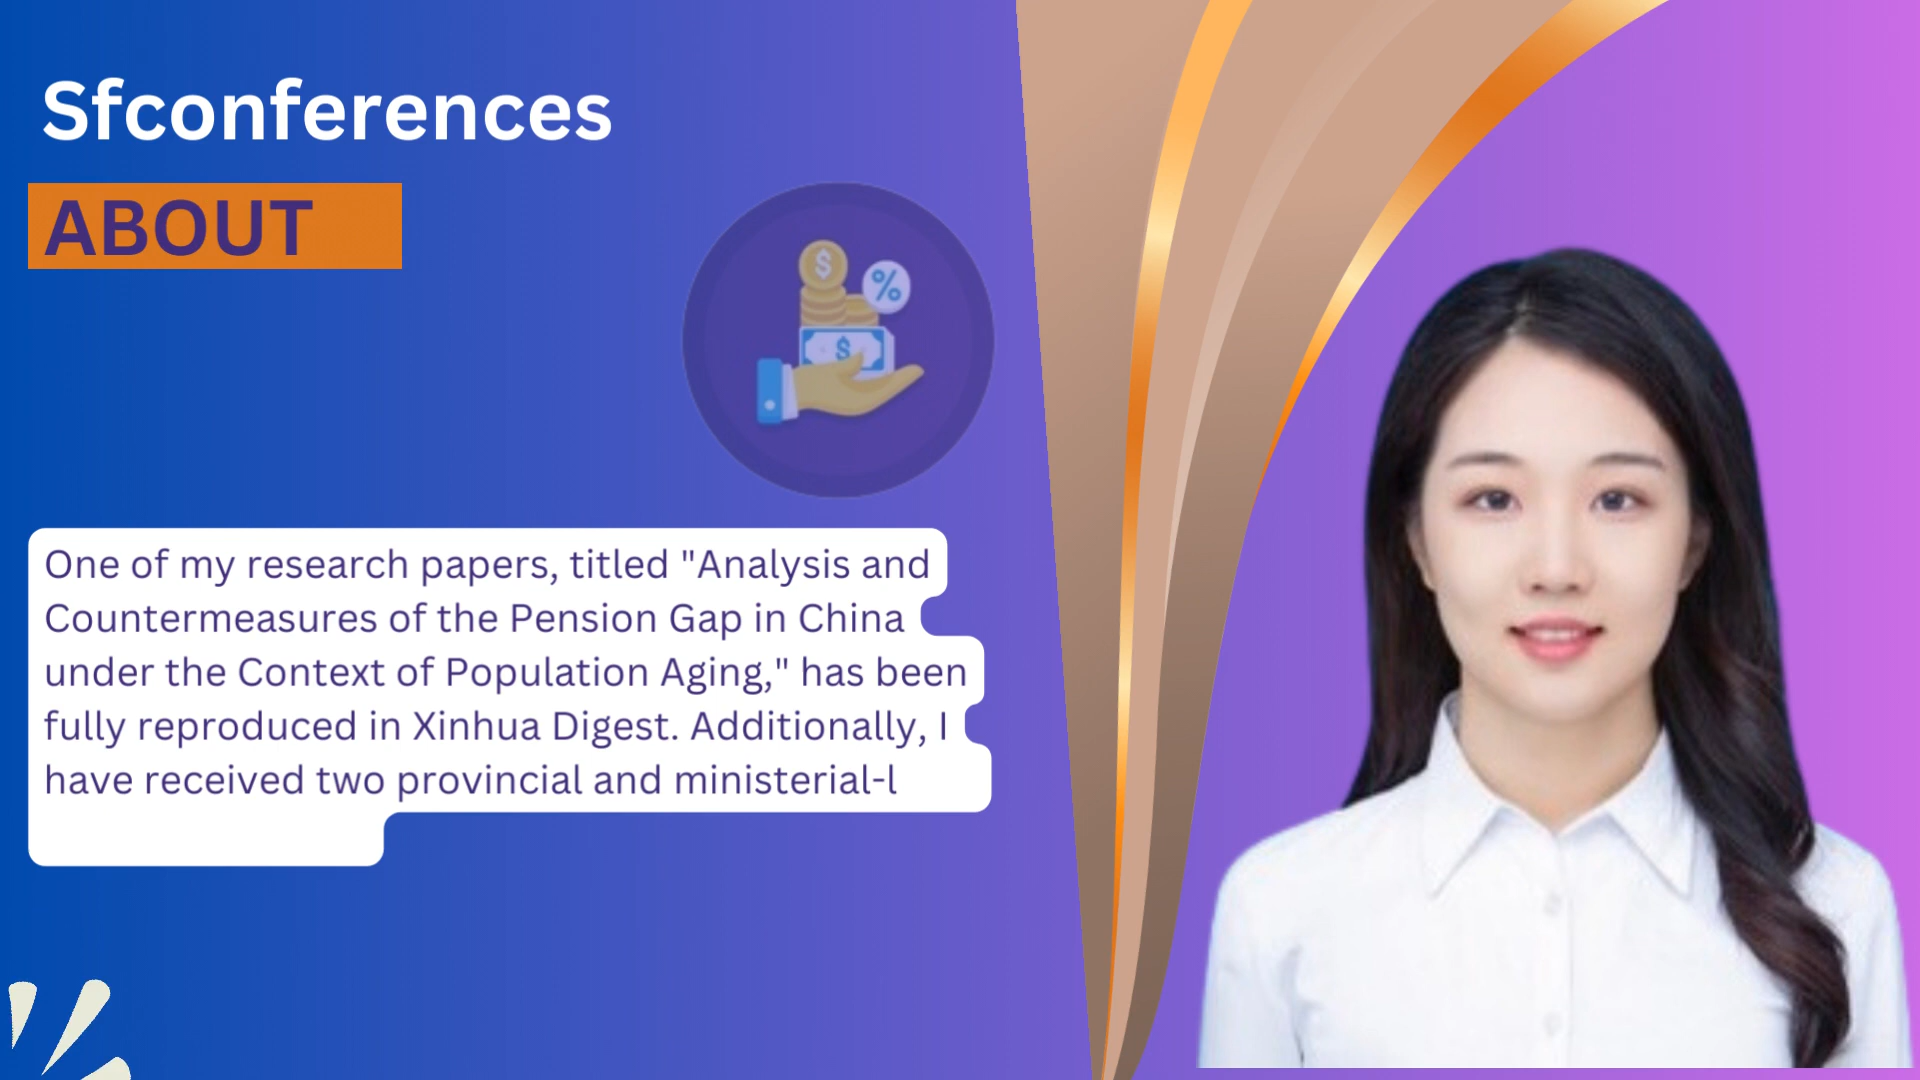 Sfconferences
ABOUT
$
%
$
One of my research papers, titled "Analysis and
Countermeasures of the Pension Gap in China
under the Context of Population Aging," has been
fully reproduced in Xinhua Digest. Additionally, I
have received two provincial and ministerial-l